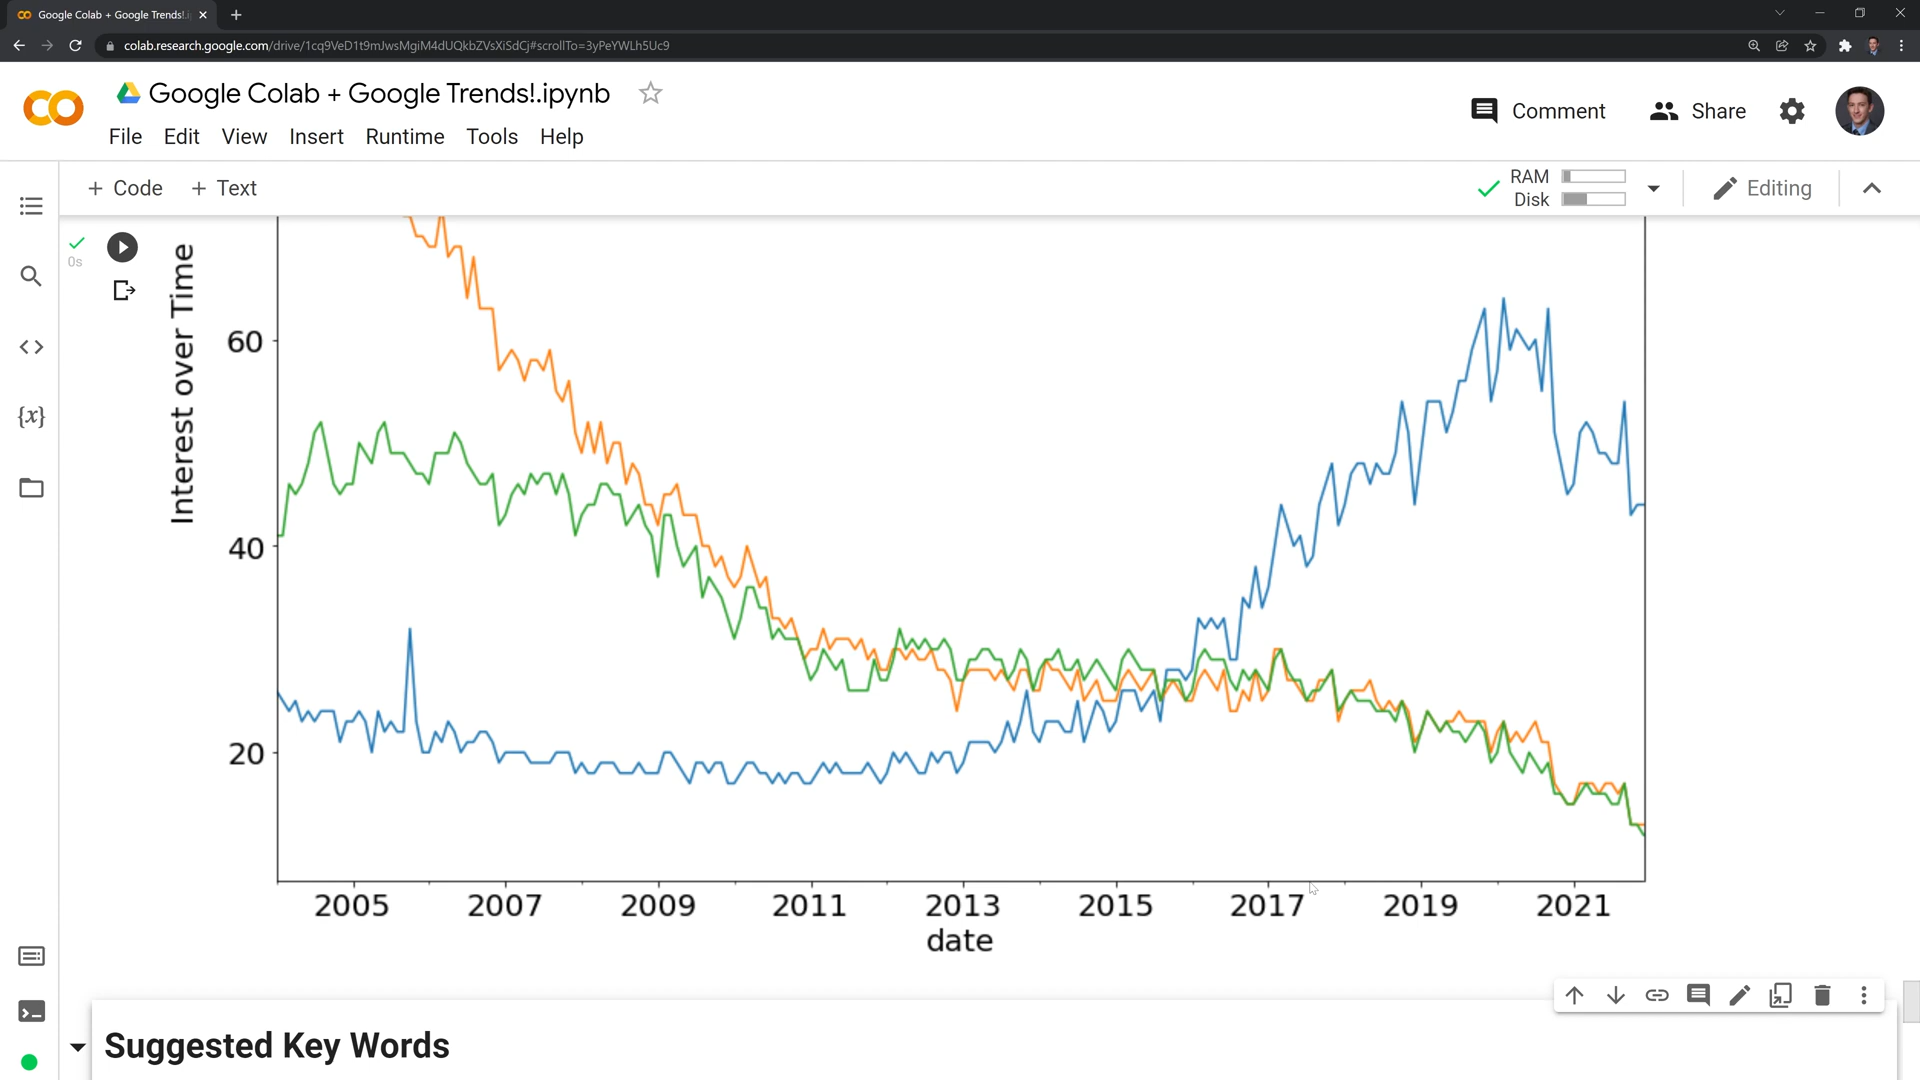 Google Colab + Google Trends!.i
colab.research.google.com/drive/1cq9VeD1t9mJwsMgiM4dUQkbZVsXiSdCj#scrollTo=3yPeYWLh5Uc9
Google Colab + Google Trends!.ipynb
Comment
Share
File Edit View Insert Runtime Tools Help
+ Code + Text
RAM
Disk
Editing
0s
{x}
Interest over Time
60
40
20
2005 2007 2009 2011 2013 2015 2017 2019 2021
date
Suggested Key Words